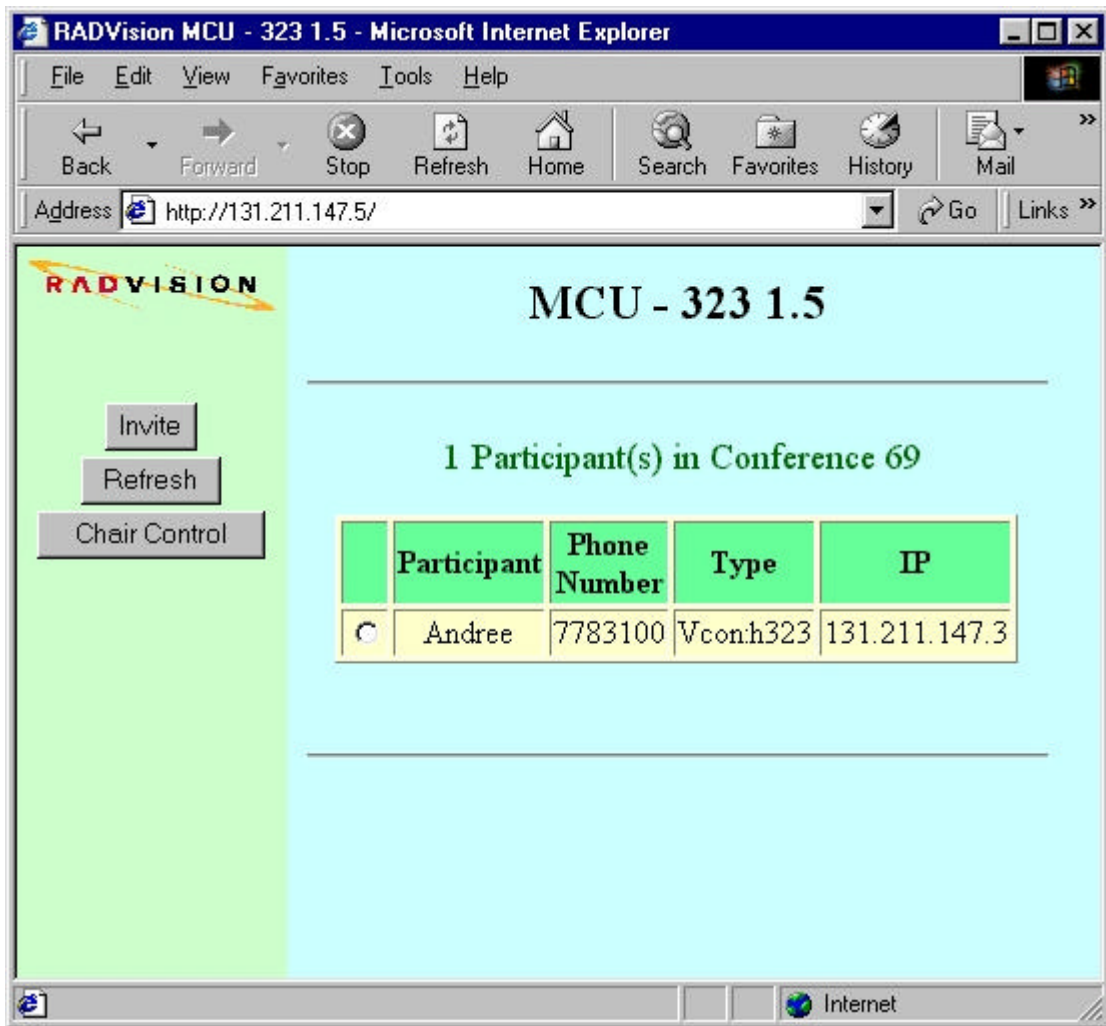 RADVision MCU - 323 1.5 - Microsoft Internet Explorer
File Edit View Favorites Tools Help
Back Forward Stop Refresh Home Search Favorites History Mail »
Address http://131.211.147.5/ Go Links »
RADVISION
MCU - 323 1.5
Invite
Refresh
Chair Control
1 Participant(s) in Conference 69
Participant Phone Number Type IP
Andree 7783100 Vcon:h323 131.211.147.3
Internet